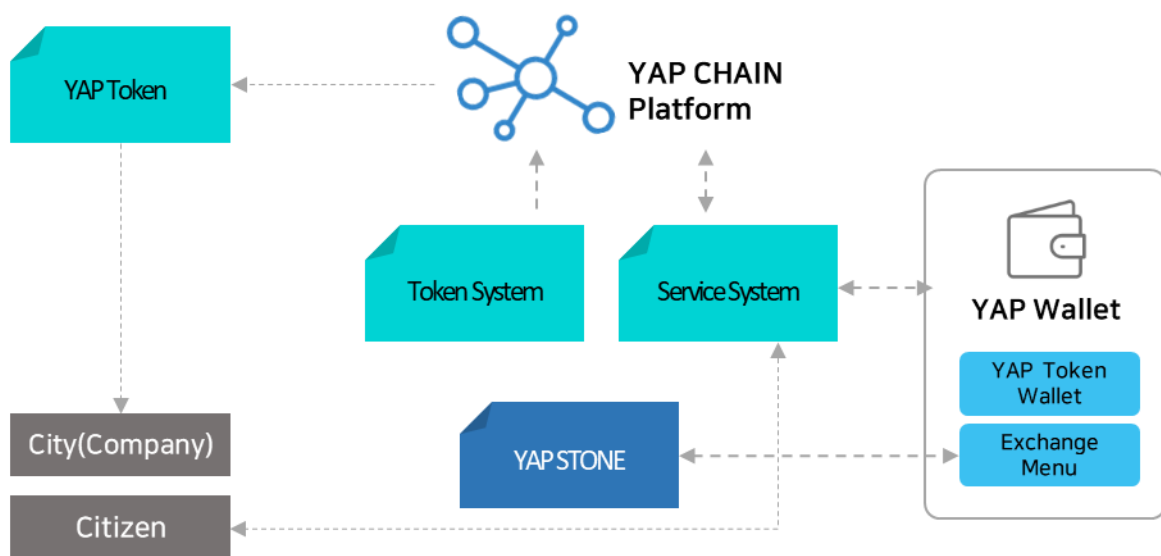 YAP Token
YAP CHAIN
Platform
Token System
Service System
YAP Wallet
YAP Token
Wallet
Exchange
Menu
City(Company)
YAP STONE
Citizen